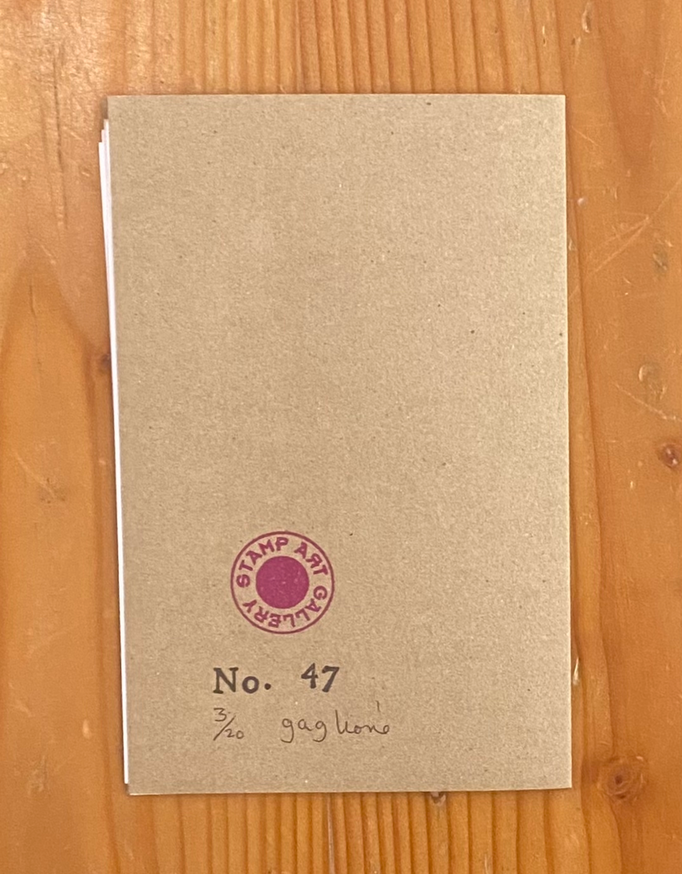 STAMP ART GALLERY
No. 47
3/20 gaglione